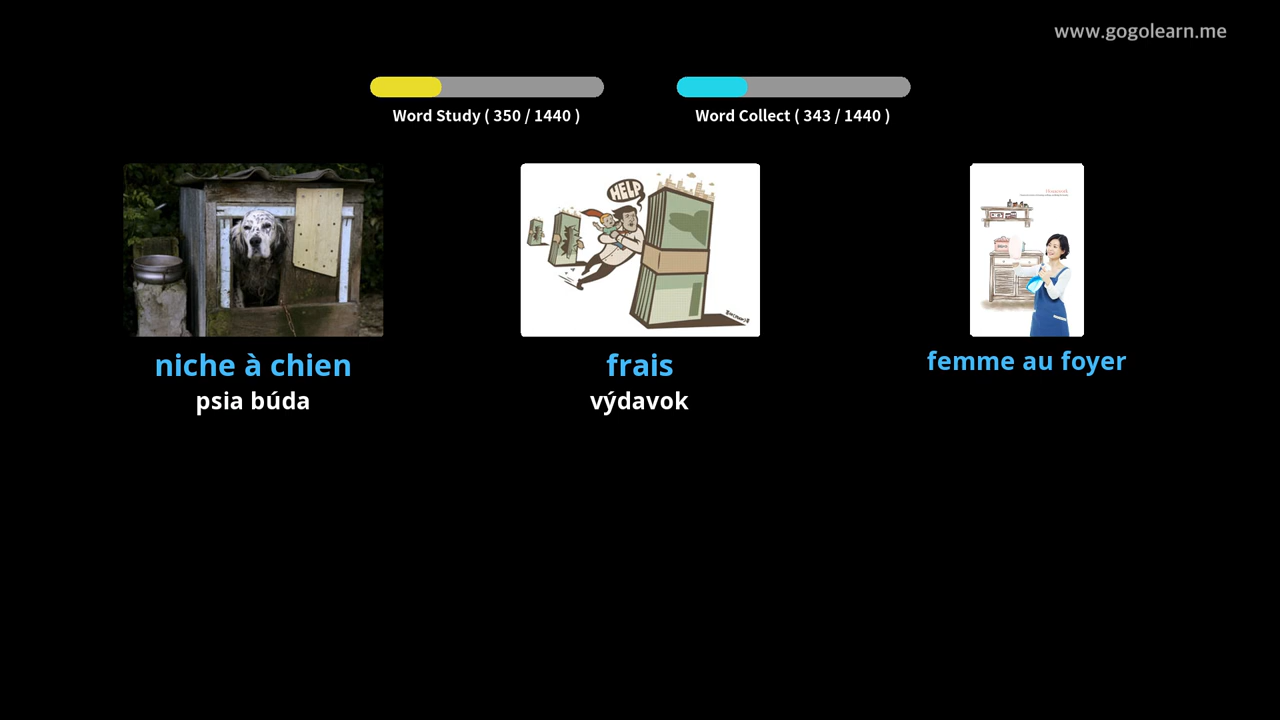 www.gogolearn.me
Word Study ( 350 / 1440 )
Word Collect ( 343 / 1440 )
HELP
niche à chien
frais
femme au foyer
psia búda
výdavok